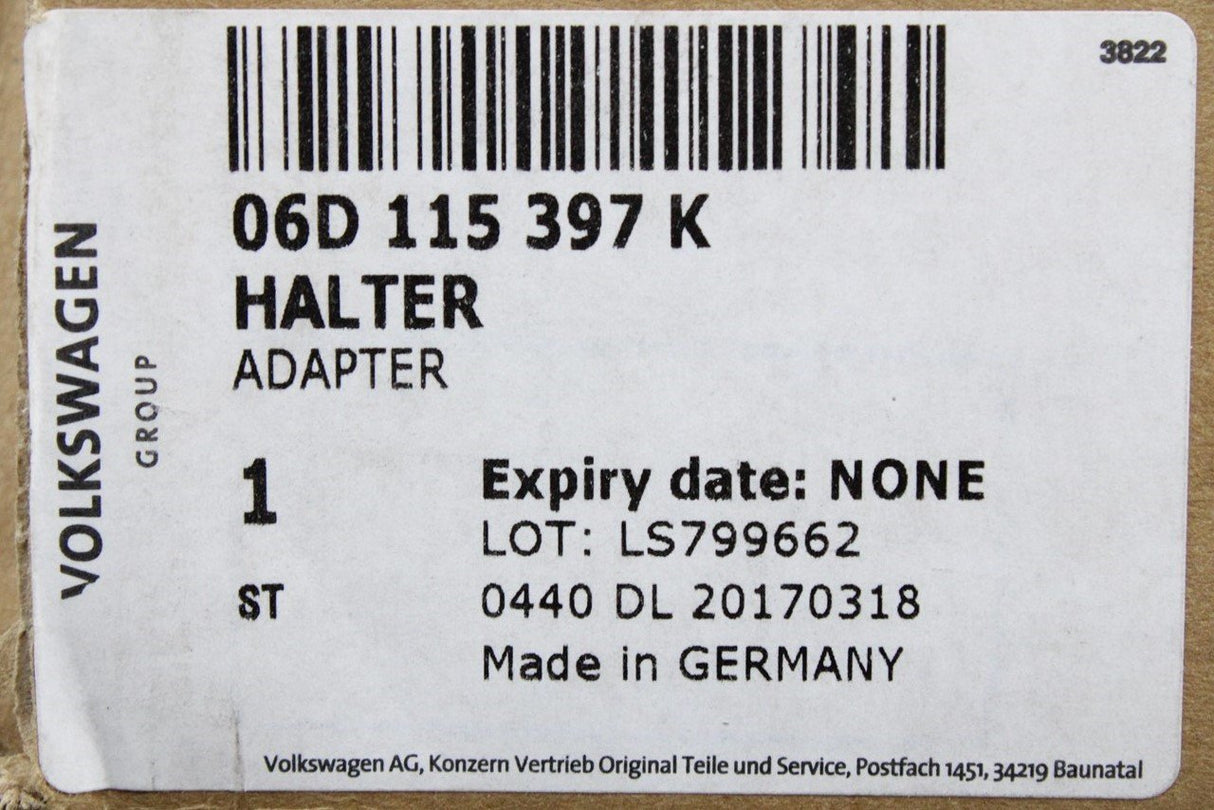 3822
06D 115 397 K
HALTER
ADAPTER
VOLKSWAGEN
GROUP
1
Expiry date: NONE
LOT: LS799662
ST
0440 DL 20170318
Made in GERMANY
Volkswagen AG, Konzern Vertrieb Original Teile und Service, Postfach 1451, 34219 Baunatal